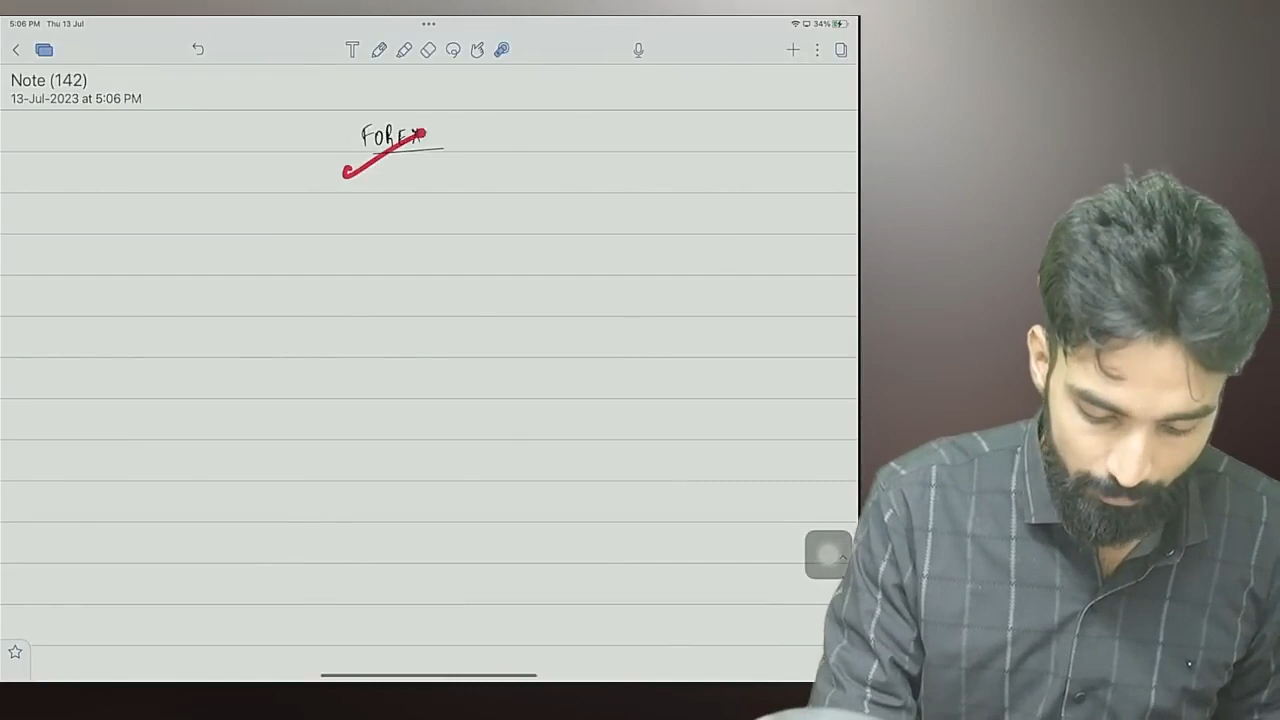 5:06 PM Thu 13 Jul
34%
T
Note (142)
13-Jul-2023 at 5:06 PM
FOREX